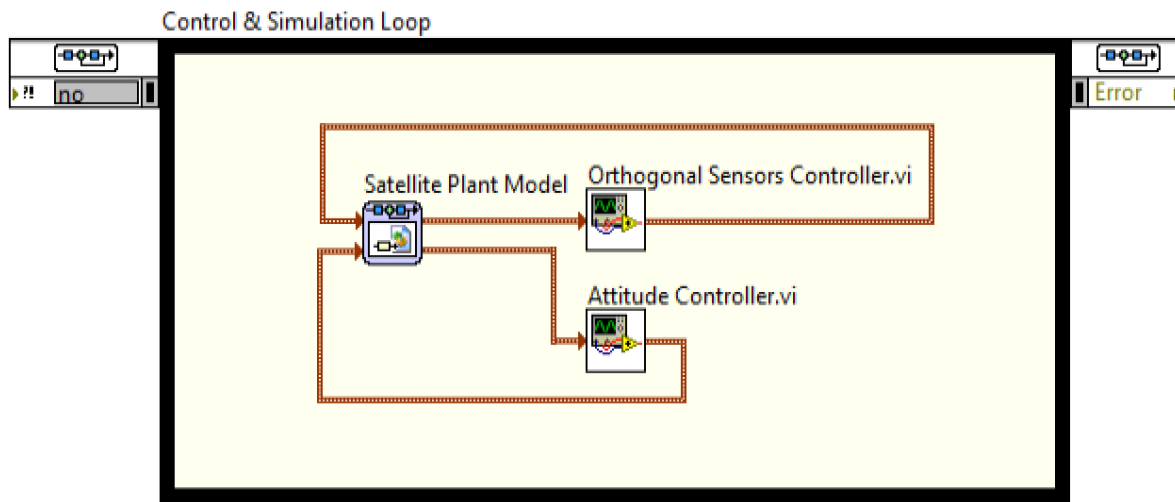 Control & Simulation Loop
?! no
Error
Satellite Plant Model
Orthogonal Sensors Controller.vi
Attitude Controller.vi